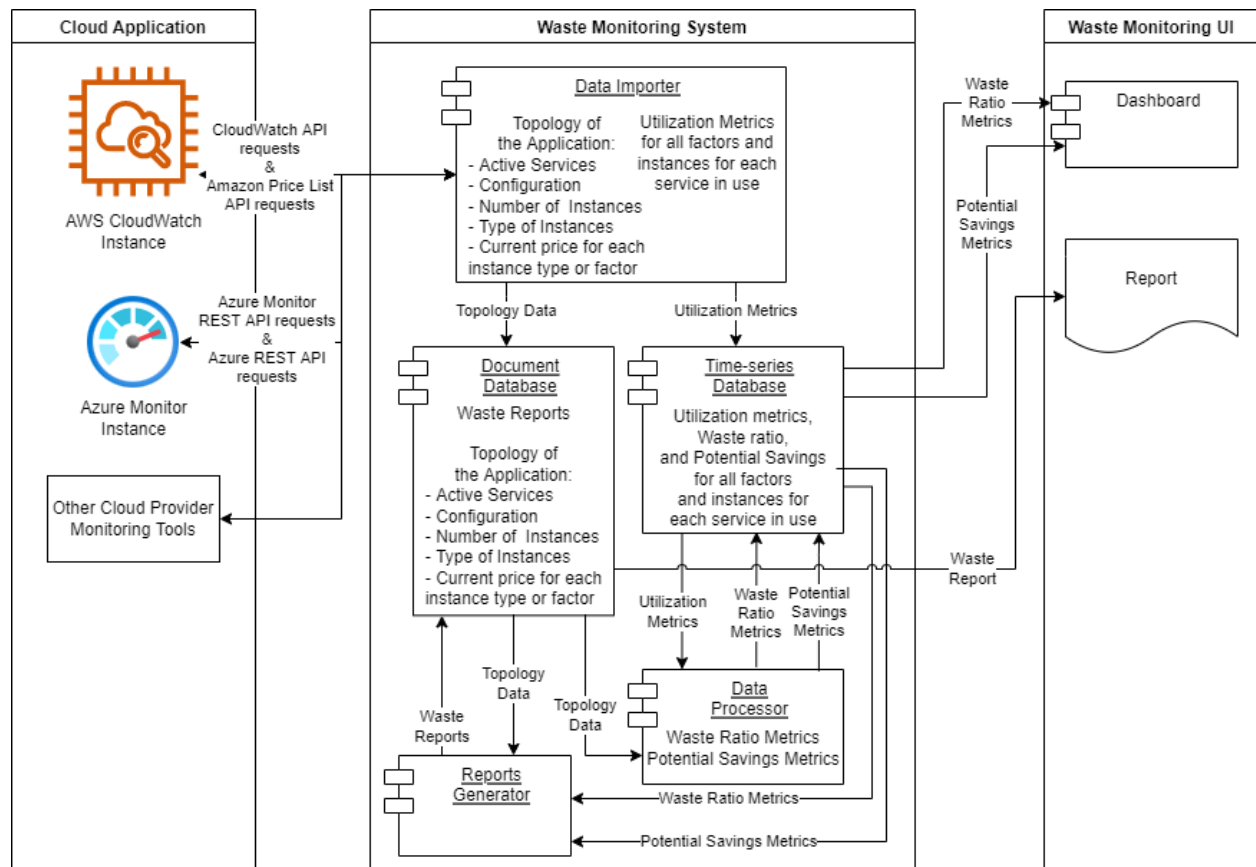 Cloud Application
Waste Monitoring System
Waste Monitoring UI
CloudWatch API
requests
&
Amazon Price List
API requests
AWS CloudWatch
Instance
Azure Monitor
REST API requests
&
Azure REST API
requests
Azure Monitor
Instance
Other Cloud Provider
Monitoring Tools
Data Importer
Topology of
the Application:
- Active Services
- Configuration
- Number of Instances
- Type of Instances
- Current price for each
instance type or factor
Utilization Metrics
for all factors and
instances for each
service in use
Topology Data
Utilization Metrics
Document
Database
Waste Reports
Topology of
the Application:
- Active Services
- Configuration
- Number of Instances
- Type of Instances
- Current price for each
instance type or factor
Time-series
Database
Utilization metrics,
Waste ratio,
and Potential Savings
for all factors
and instances for
each service in use
Utilization
Metrics
Waste
Ratio
Metrics
Potential
Savings
Metrics
Waste
Reports
Topology
Data
Topology
Data
Data
Processor
Waste Ratio Metrics
Potential Savings Metrics
Reports
Generator
Waste Ratio Metrics
Potential Savings Metrics
Waste
Ratio
Metrics
Potential
Savings
Metrics
Waste
Report
Dashboard
Report